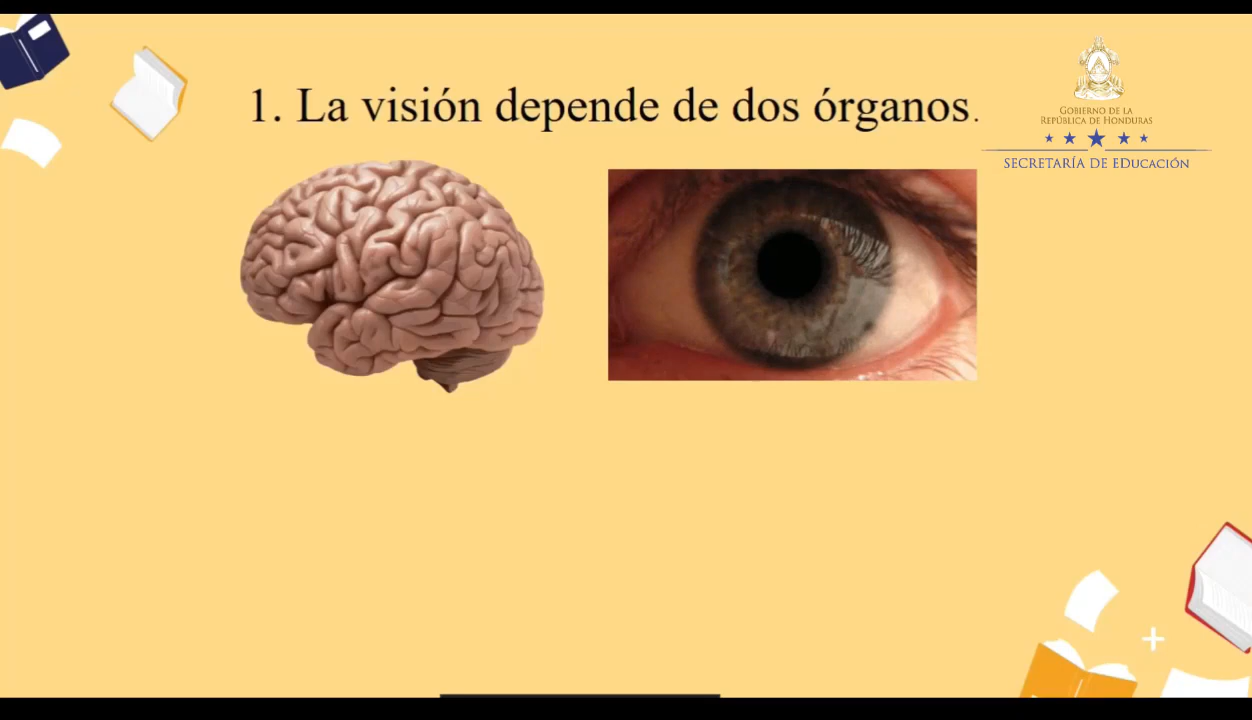 1. La visión depende de dos órganos.
GOBIERNO DE LA
REPÚBLICA DE HONDURAS
SECRETARÍA DE EDUCACIÓN